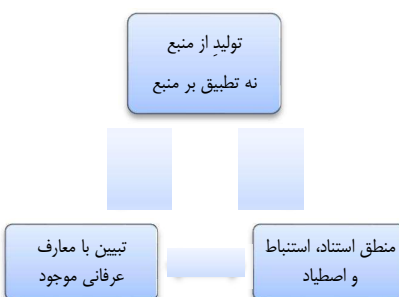 تولیدِ از منبع
نه تطبیق بر منبع
منطق استناد، استنباط
و اصطیاد
تبیین با معارف
عرفانی موجود